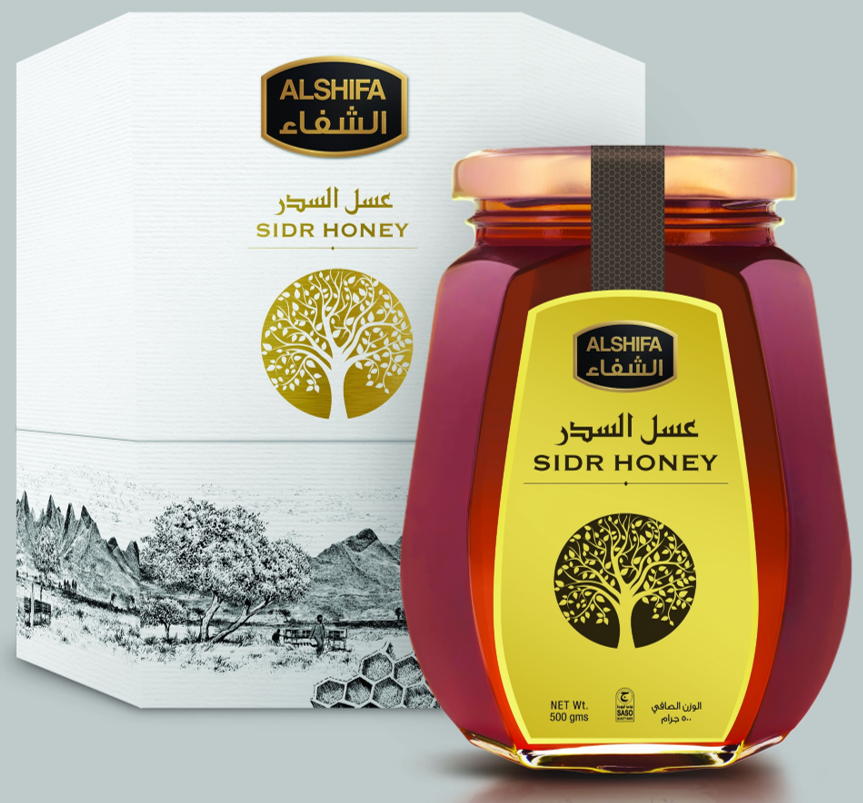 ALSHIFA
الشفاء
عسل السدر
SIDR HONEY
ALSHIFA
الشفاء
عسل السدر
SIDR HONEY
NET Wt.
500 gms
SASO
الوزن الصافي
٥٠٠ جرام